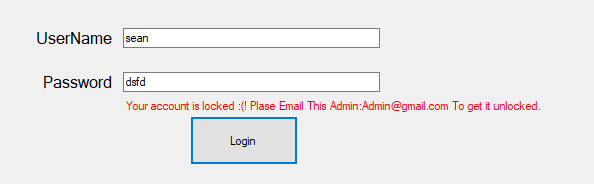 UserName sean
Password dsfd
Your account is locked :(! Plase Email This Admin:Admin@gmail.com To get it unlocked.
Login